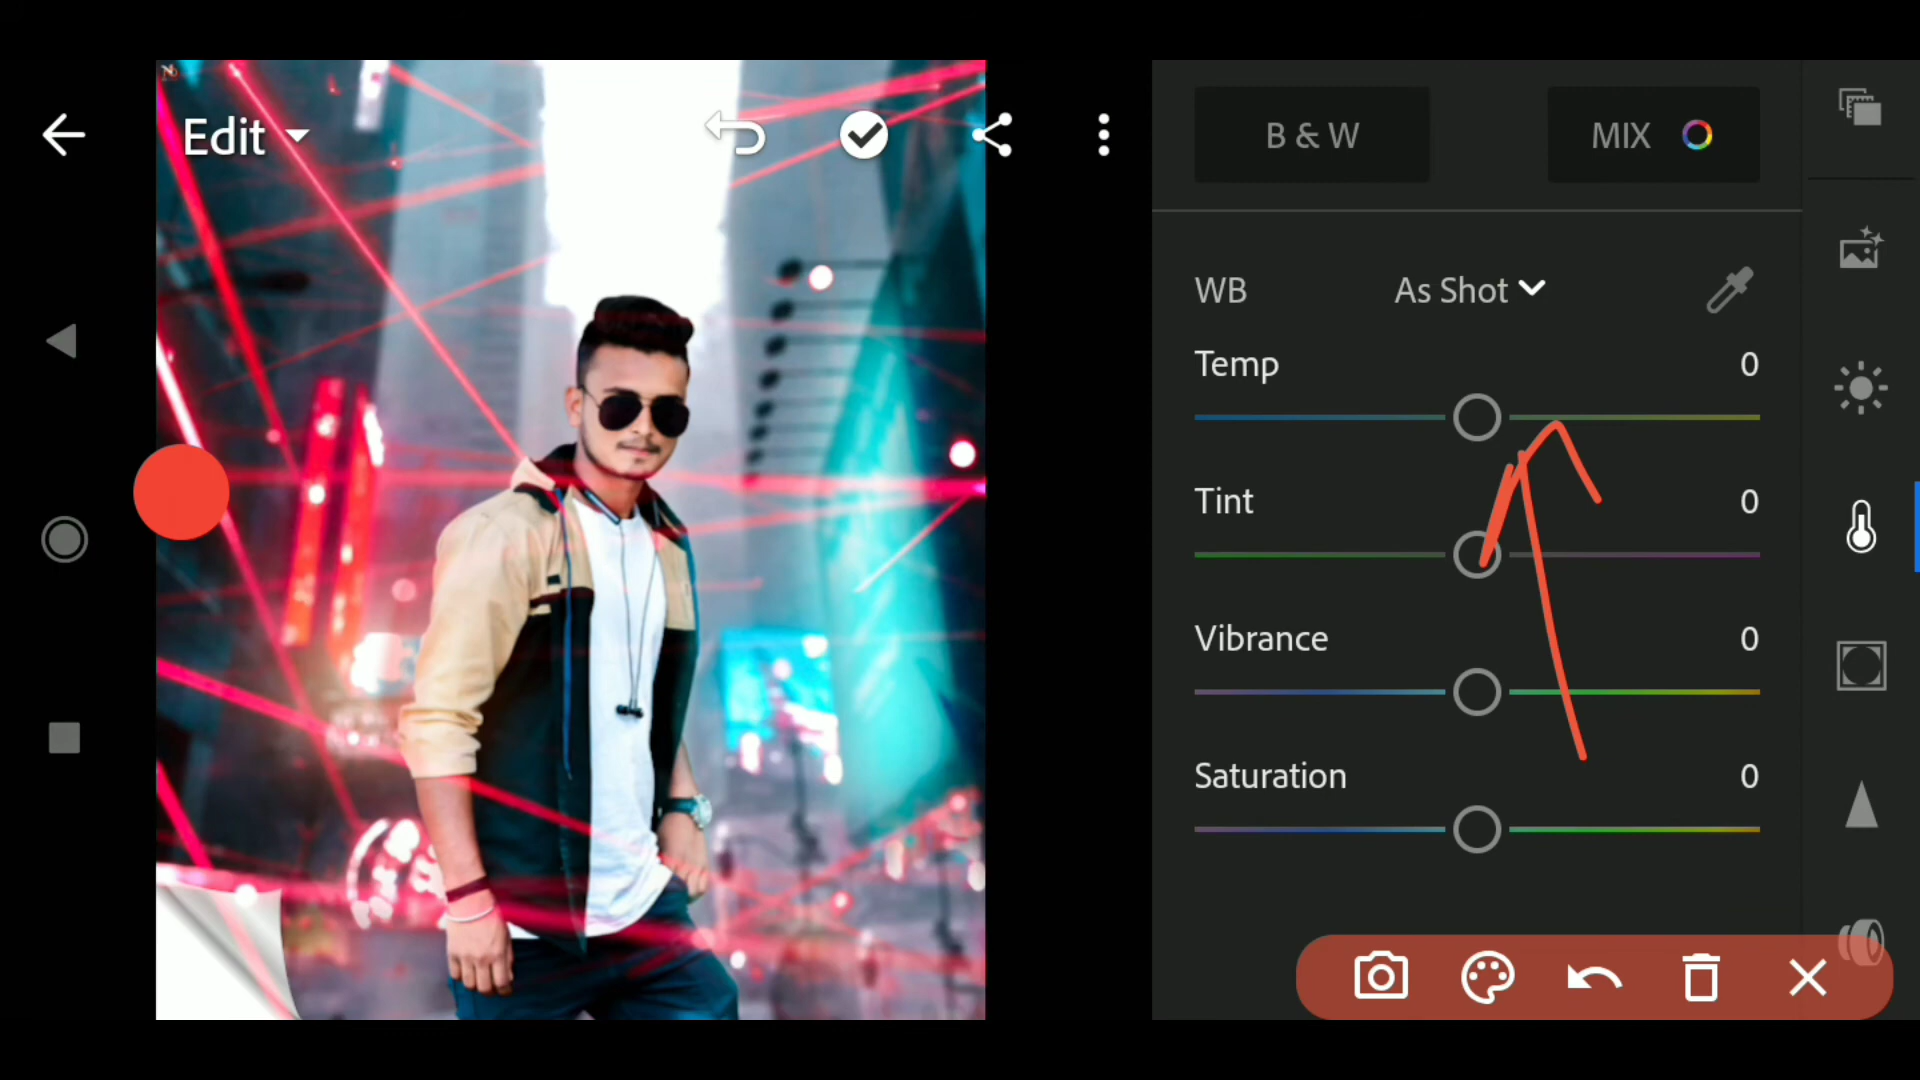 Edit
B & W
MIX
WB As Shot
Temp 0
Tint 0
Vibrance 0
Saturation 0